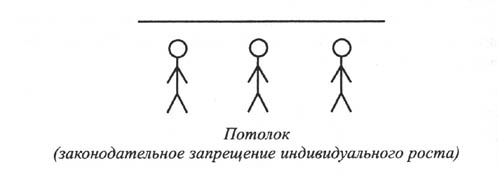 Потолок
(законодательное запрещение индивидуального роста)